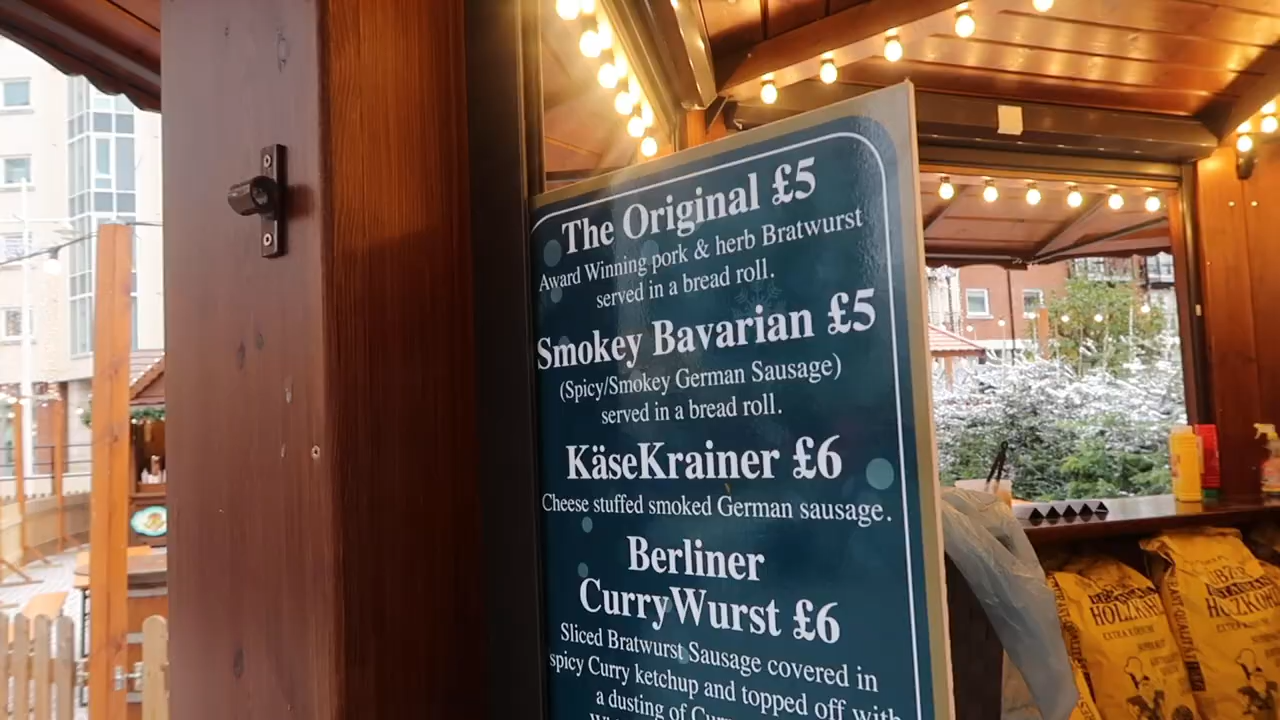 The Original £5
Award Winning pork & herb Bratwurst
served in a bread roll.
Smokey Bavarian £5
(Spicy/Smokey German Sausage)
served in a bread roll.
KäseKrainer £6
Cheese stuffed smoked German sausage.
Berliner
CurryWurst £6
Sliced Bratwurst Sausage covered in
spicy Curry ketchup and topped off with
a dusting of